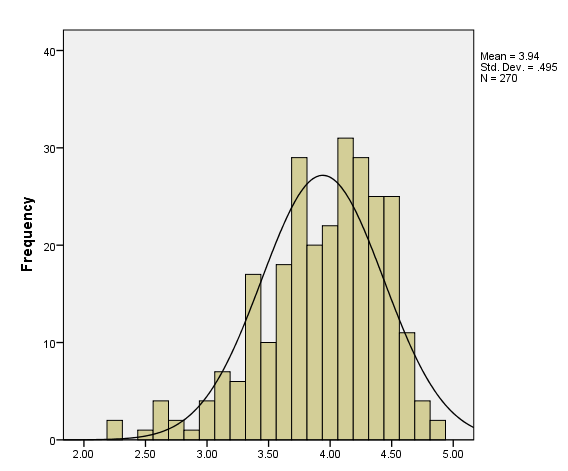 40
30
20
10
0
Frequency
2.00 2.50 3.00 3.50 4.00 4.50 5.00
Mean = 3.94
Std. Dev. = .495
N = 270